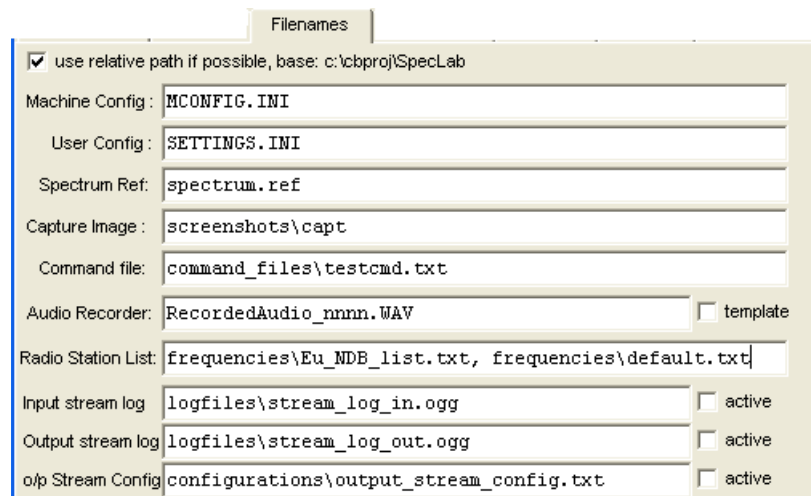 Filenames
use relative path if possible, base: c:\cbproj\SpecLab
Machine Config : MCONFIG.INI
User Config : SETTINGS.INI
Spectrum Ref: spectrum.ref
Capture Image : screenshots\capt
Command file: command_files\testcmd.txt
Audio Recorder: RecordedAudio_nnnn.WAV template
Radio Station List: frequencies\Eu_NDB_list.txt, frequencies\default.txt
Input stream log logfiles\stream_log_in.ogg active
Output stream log logfiles\stream_log_out.ogg active
o/p Stream Config configurations\output_stream_config.txt active